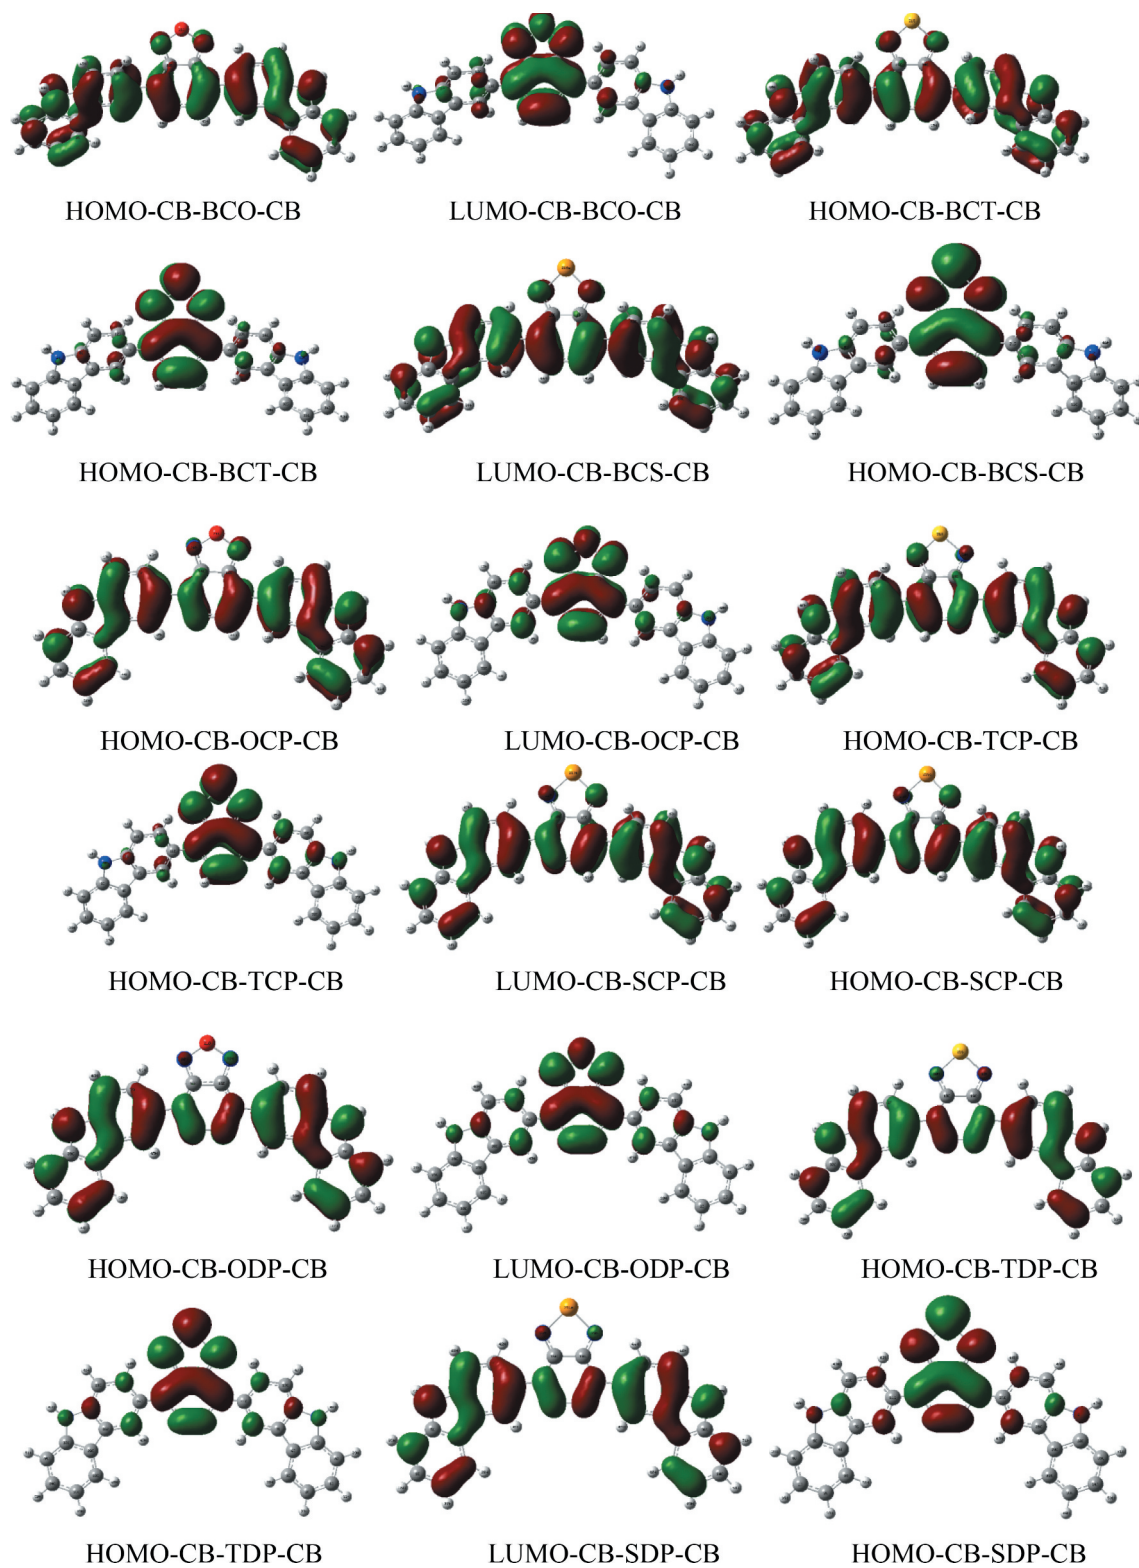 HOMO-CB-BCO-CB LUMO-CB-BCO-CB HOMO-CB-BCT-CB
HOMO-CB-BCT-CB LUMO-CB-BCS-CB HOMO-CB-BCS-CB
HOMO-CB-OCP-CB LUMO-CB-OCP-CB HOMO-CB-TCP-CB
HOMO-CB-TCP-CB LUMO-CB-SCP-CB HOMO-CB-SCP-CB
HOMO-CB-ODP-CB LUMO-CB-ODP-CB HOMO-CB-TDP-CB
HOMO-CB-TDP-CB LUMO-CB-SDP-CB HOMO-CB-SDP-CB